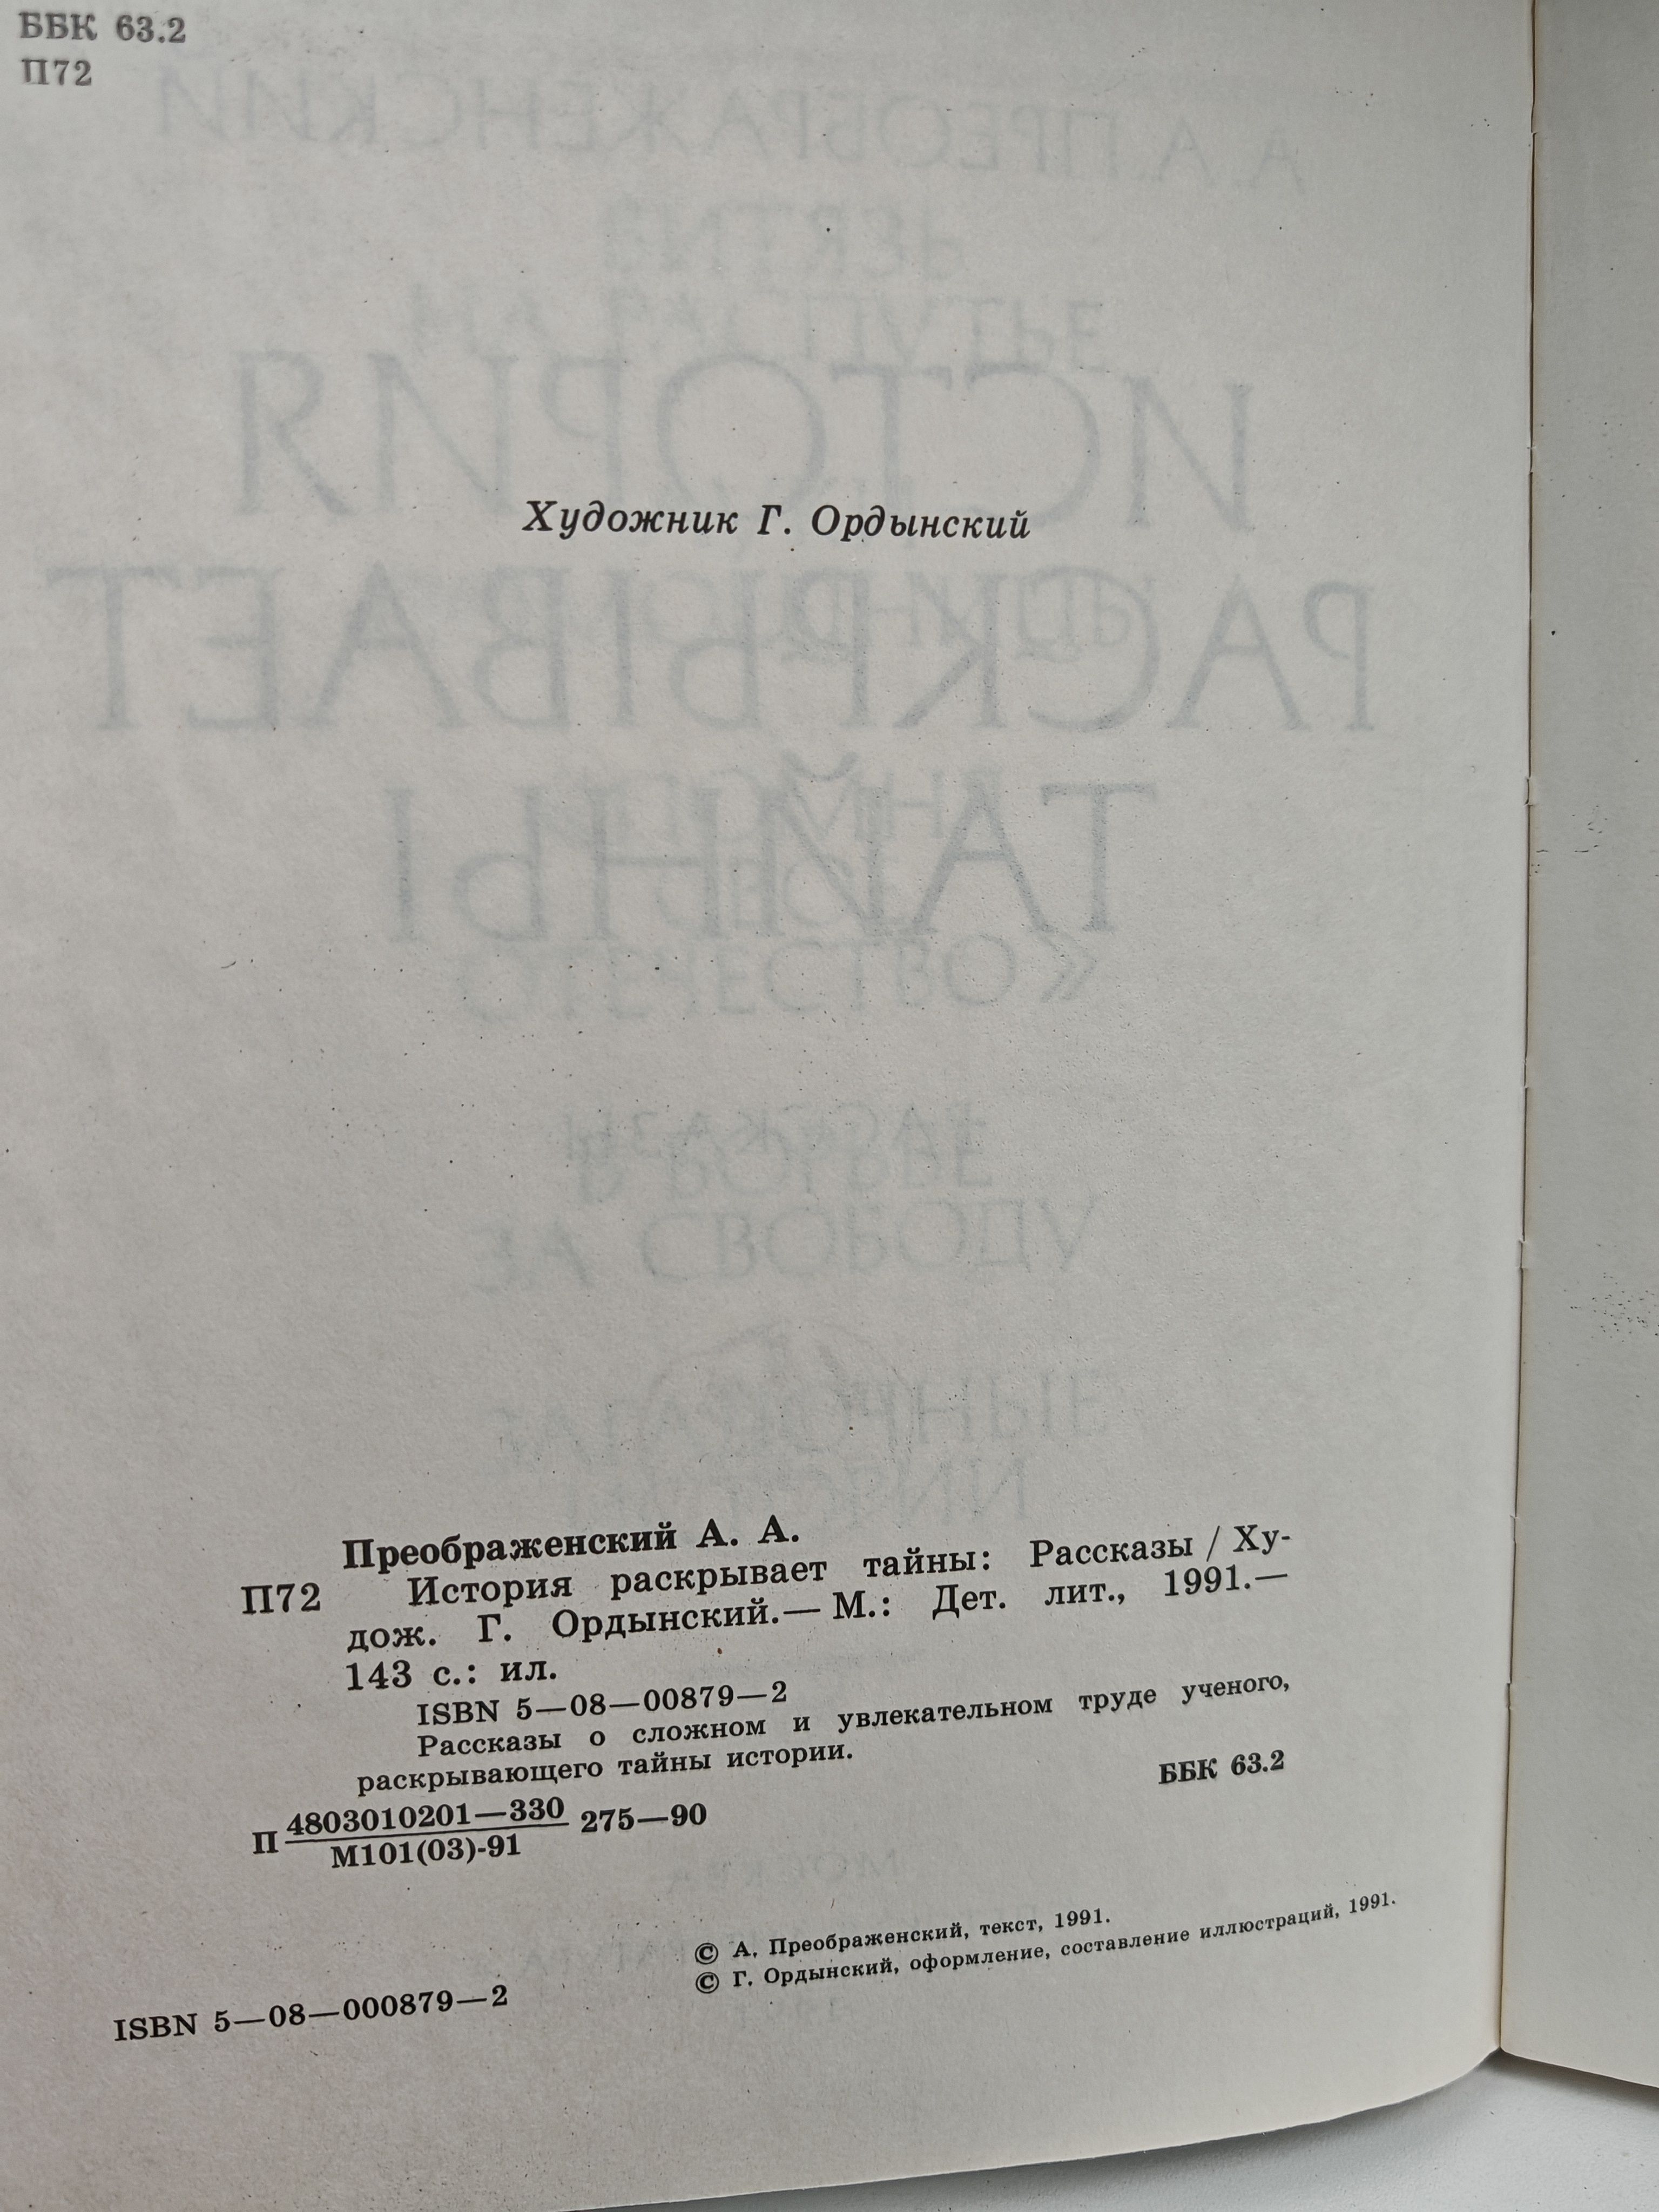 ББК 63.2
П72
Художник Г. Ордынский
Преображенский А. А.
П72 История раскрывает тайны: Рассказы / Ху-
дож. Г. Ордынский.— М.: Дет. лит., 1991.—
143 с.: ил.
ISBN 5—08—00879—2
Рассказы о сложном и увлекательном труде ученого,
раскрывающего тайны истории.
ББК 63.2
П 4803010201—330 275—90
М101(03)-91
© А. Преображенский, текст, 1991.
© Г. Ордынский, оформление, составление иллюстраций, 1991.
ISBN 5—08—000879—2